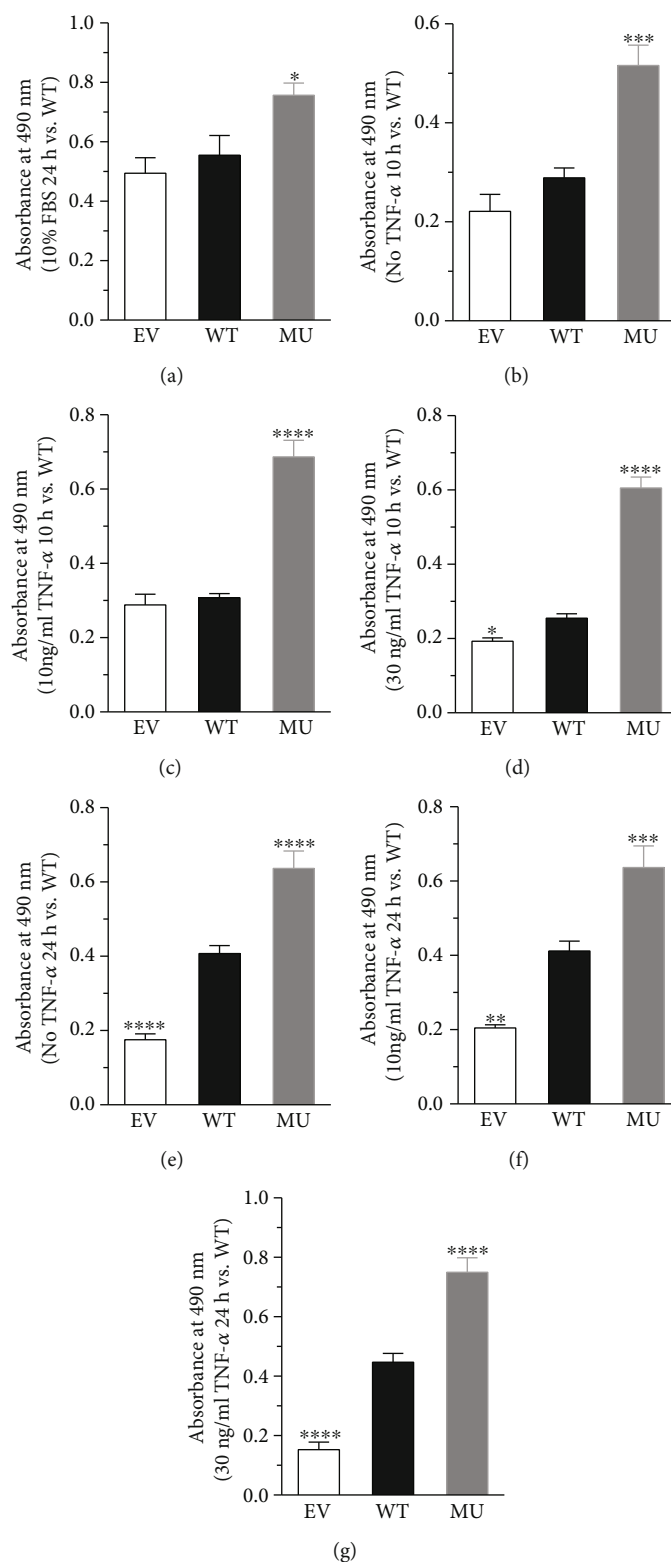 Absorbance at 490 nm
(10% FBS 24 h vs. WT)
1.0
0.8
0.6
0.4
0.2
0.0
*
EV WT MU
(a)
Absorbance at 490 nm
(No TNF-α 10 h vs. WT)
0.6
0.4
0.2
0.0
***
EV WT MU
(b)
Absorbance at 490 nm
(10ng/ml TNF-α 10 h vs. WT)
0.8
0.6
0.4
0.2
0.0
****
EV WT MU
(c)
Absorbance at 490 nm
(30 ng/ml TNF-α 10 h vs. WT)
0.8
0.6
0.4
0.2
0.0
*
****
EV WT MU
(d)
Absorbance at 490 nm
(No TNF-α 24 h vs. WT)
0.8
0.6
0.4
0.2
0.0
****
****
EV WT MU
(e)
Absorbance at 490 nm
(10ng/ml TNF-α 24 h vs. WT)
0.8
0.6
0.4
0.2
0.0
**
***
EV WT MU
(f)
Absorbance at 490 nm
(30 ng/ml TNF-α 24 h vs. WT)
1.0
0.8
0.6
0.4
0.2
0.0
****
****
EV WT MU
(g)